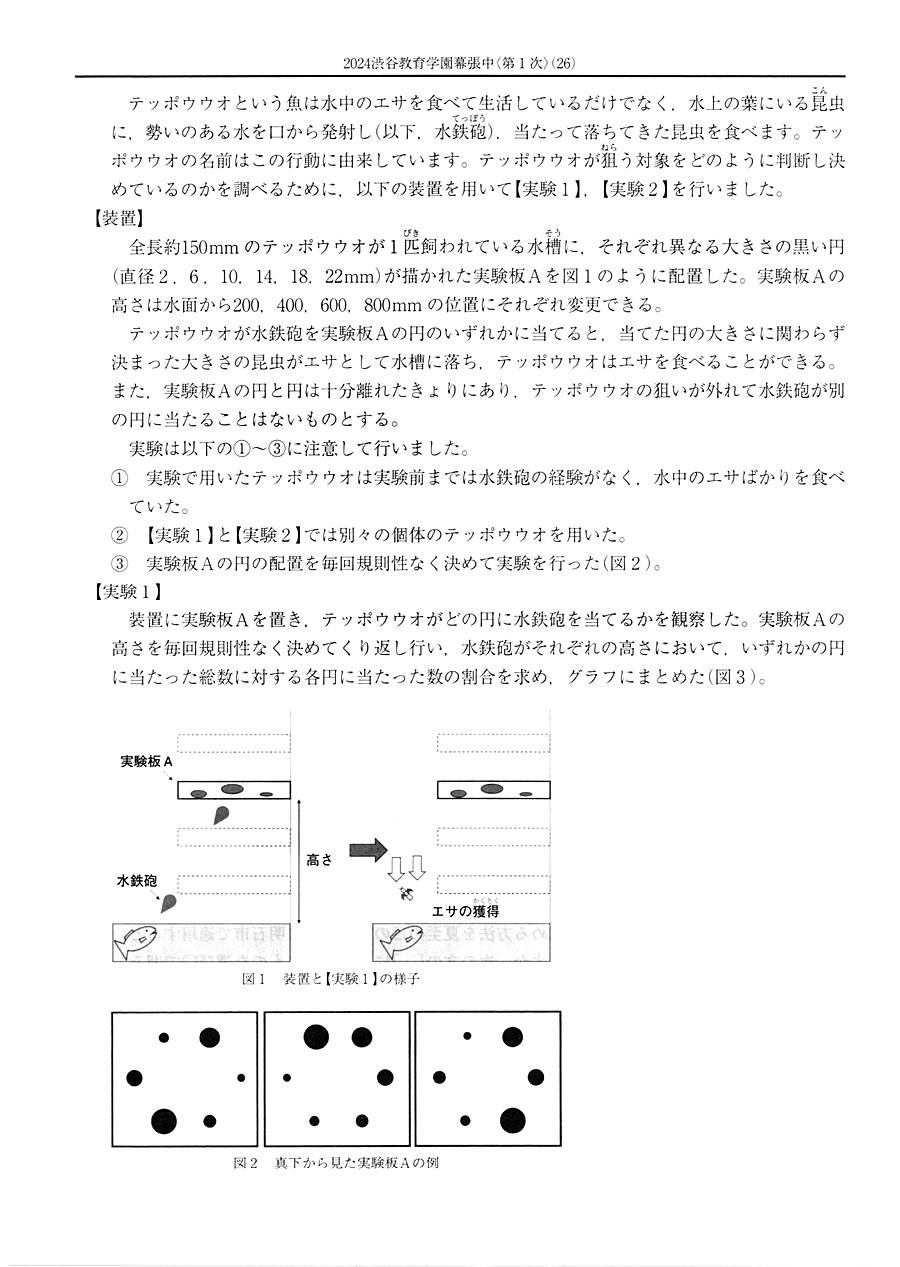 2024渋谷教育学園幕張中〈第1次〉(26)
テッポウウオという魚は水中のエサを食べて生活しているだけでなく，水上の葉にいる昆虫
に，勢いのある水を口から発射し(以下，水鉄砲)，当たって落ちてきた昆虫を食べます。テッ
ポウウオの名前はこの行動に由来しています。テッポウウオが狙う対象をどのように判断し決
めているのかを調べるために，以下の装置を用いて【実験1】，【実験2】を行いました。
【装置】
全長約150mm のテッポウウオが1匹飼われている水槽に，それぞれ異なる大きさの黒い円
(直径2，6，10，14，18，22mm)が描かれた実験板Aを図1のように配置した。実験板Aの
高さは水面から200，400，600，800mm の位置にそれぞれ変更できる。
テッポウウオが水鉄砲を実験板Aの円のいずれかに当てると，当てた円の大きさに関わらず
決まった大きさの昆虫がエサとして水槽に落ち，テッポウウオはエサを食べることができる。
また，実験板Aの円と円は十分離れたきょりにあり，テッポウウオの狙いが外れて水鉄砲が別
の円に当たることはないものとする。
実験は以下の①～③に注意して行いました。
① 実験で用いたテッポウウオは実験前までは水鉄砲の経験がなく，水中のエサばかりを食べ
ていた。
② 【実験1】と【実験2】では別々の個体のテッポウウオを用いた。
③ 実験板Aの円の配置を毎回規則性なく決めて実験を行った(図2)。
【実験1】
装置に実験板Aを置き，テッポウウオがどの円に水鉄砲を当てるかを観察した。実験板Aの
高さを毎回規則性なく決めてくり返し行い，水鉄砲がそれぞれの高さにおいて，いずれかの円
に当たった総数に対する各円に当たった数の割合を求め，グラフにまとめた(図3)。
実験板A
高さ
水鉄砲
エサの獲得
図1 装置と【実験1】の様子
図2 真下から見た実験板Aの例